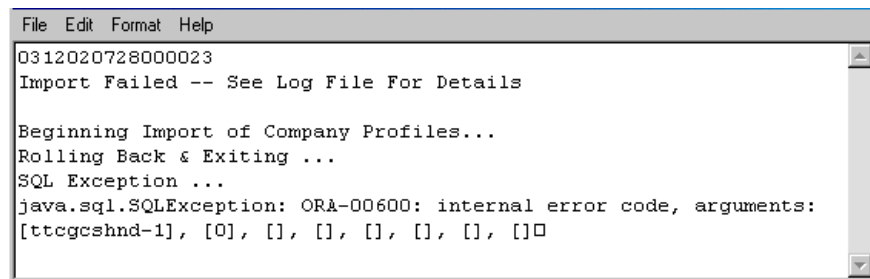 File Edit Format Help
0312020728000023
Import Failed -- See Log File For Details
Beginning Import of Company Profiles...
Rolling Back & Exiting ...
SQL Exception ...
java.sql.SQLException: ORA-00600: internal error code, arguments:
[ttcgcshnd-1], [0], [], [], [], [], [], []□